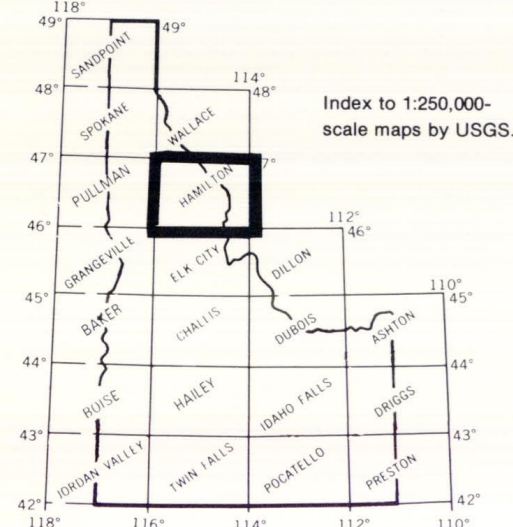 118°
49°
49°
SANDPOINT
114°
48°
48°
Index to 1:250,000-
scale maps by USGS.
SPOKANE
WALLACE
47°
7°
PULLMAN
HAMILTON
112°
46°
46°
GRANGEVILLE
ELK CITY
DILLON
110°
45°
45°
BAKER
CHALLIS
DUBOIS
ASHTON
44°
44°
BOISE
HAILEY
IDAHO FALLS
DRIGGS
43°
43°
JORDAN VALLEY
TWIN FALLS
POCATELLO
PRESTON
42°
42°
118°
116°
114°
112°
110°